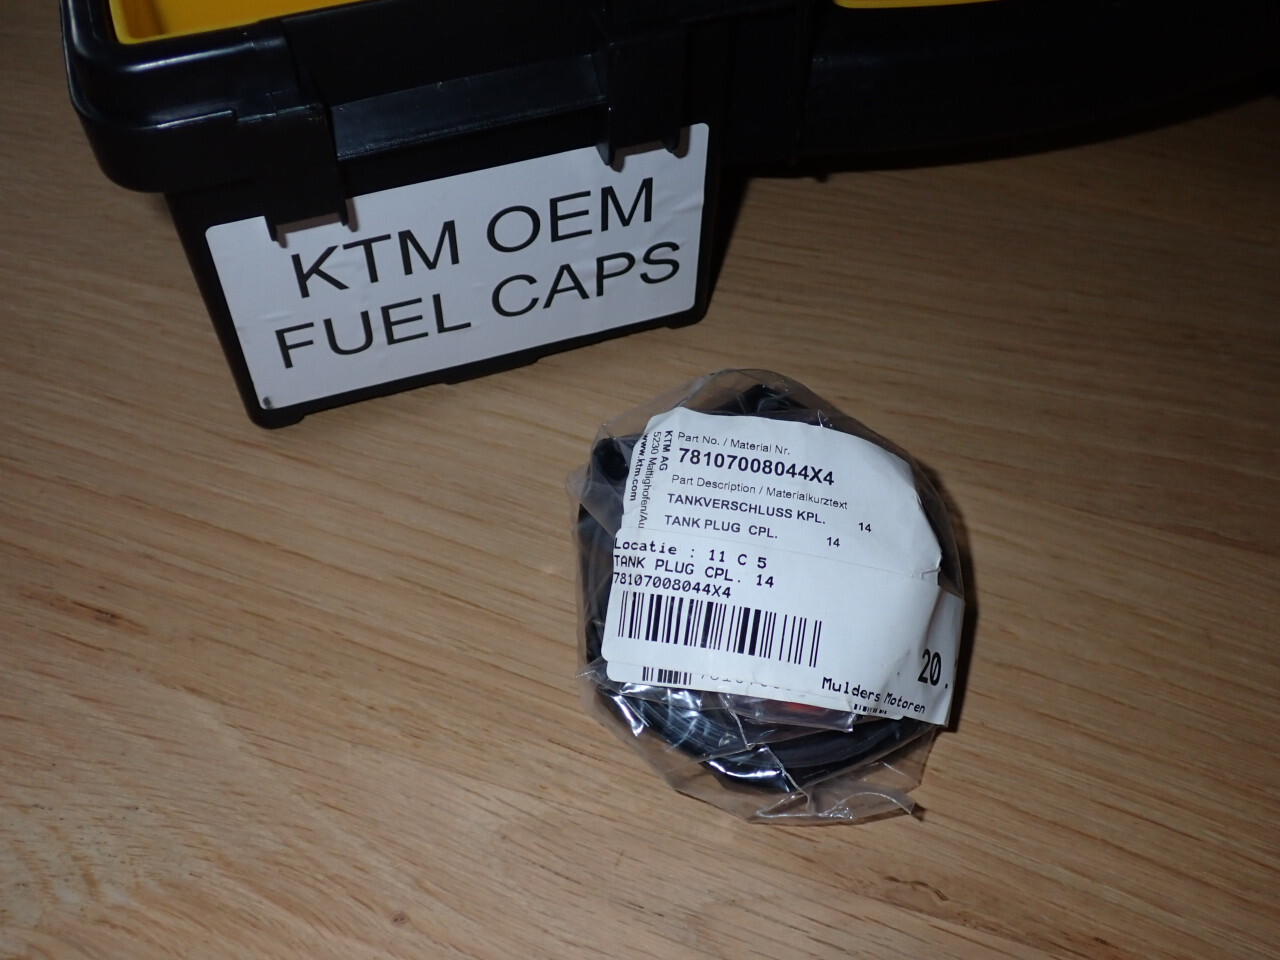 KTM OEM
FUEL CAPS
KTM AG
5230 Mattighofen/Au
www.ktm.com
Part No. / Material Nr.
78107008044X4
Part Description / Materialkurztext
TANKVERSCHLUSS KPL. 14
TANK PLUG CPL. 14
Locatie : 11 C 5
TANK PLUG CPL. 14
78107008044X4
20.
Mulders Motoren